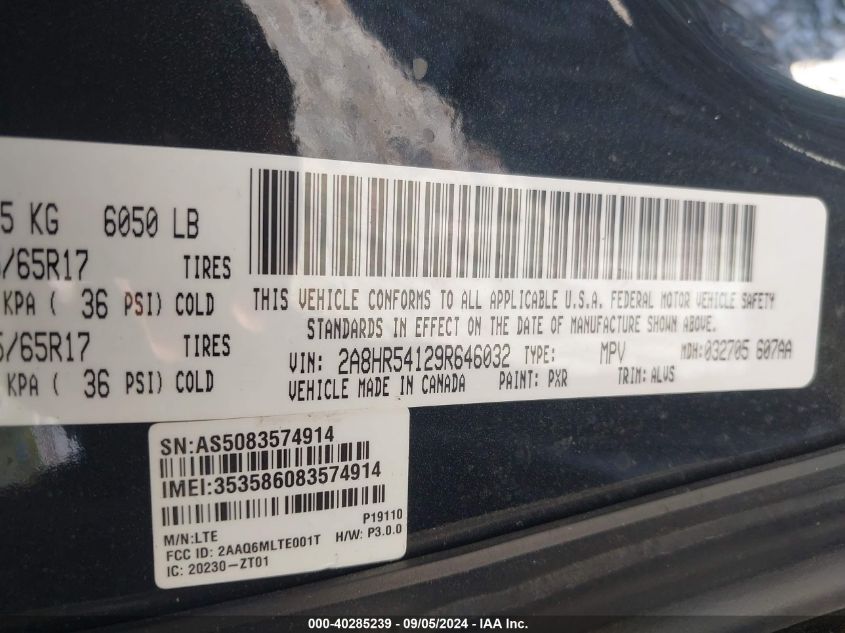 5 KG 6050 LB
/65R17 TIRES
KPA ( 36 PSI) COLD
5/65R17 TIRES
KPA ( 36 PSI) COLD
THIS VEHICLE CONFORMS TO ALL APPLICABLE U.S.A. FEDERAL MOTOR VEHICLE SAFETY
STANDARDS IN EFFECT ON THE DATE OF MANUFACTURE SHOWN ABOVE.
VIN: 2A8HR54129R646032 TYPE: MPV MDH: 032705 607AA
VEHICLE MADE IN CANADA PAINT: PXR TRIM: ALVS
SN:AS5083574914
IMEI:353586083574914
P19110
M/N:LTE H/W: P3.0.0
FCC ID: 2AAQ6MLTE001T
IC: 20230-ZT01
000-40285239 - 09/05/2024 - IAA Inc.